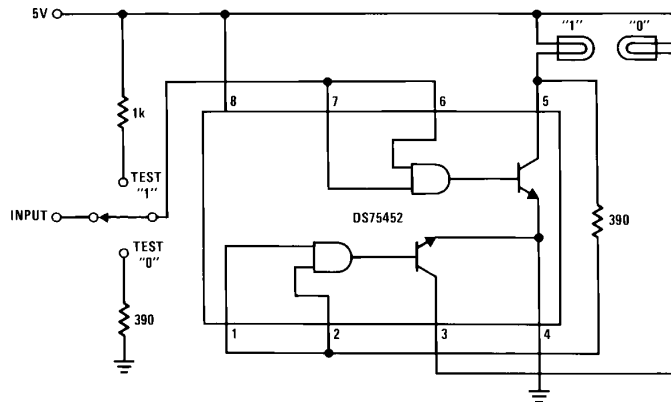 5V
"1" "0"
8 7 6 5
1k
TEST
"1"
INPUT
DS75452
390
TEST
"0"
390
1 2 3 4